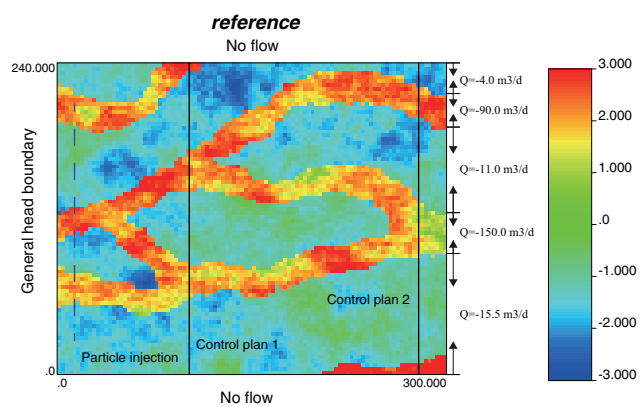 reference
No flow
240.000
General head boundary
Particle injection
Control plan 1
Control plan 2
.0
.0
300.000
No flow
Q=-4.0 m3/d
Q=-90.0 m3/d
Q=-11.0 m3/d
Q=-150.0 m3/d
Q=-15.5 m3/d
3.000
2.000
1.000
.0
-1.000
-2.000
-3.000